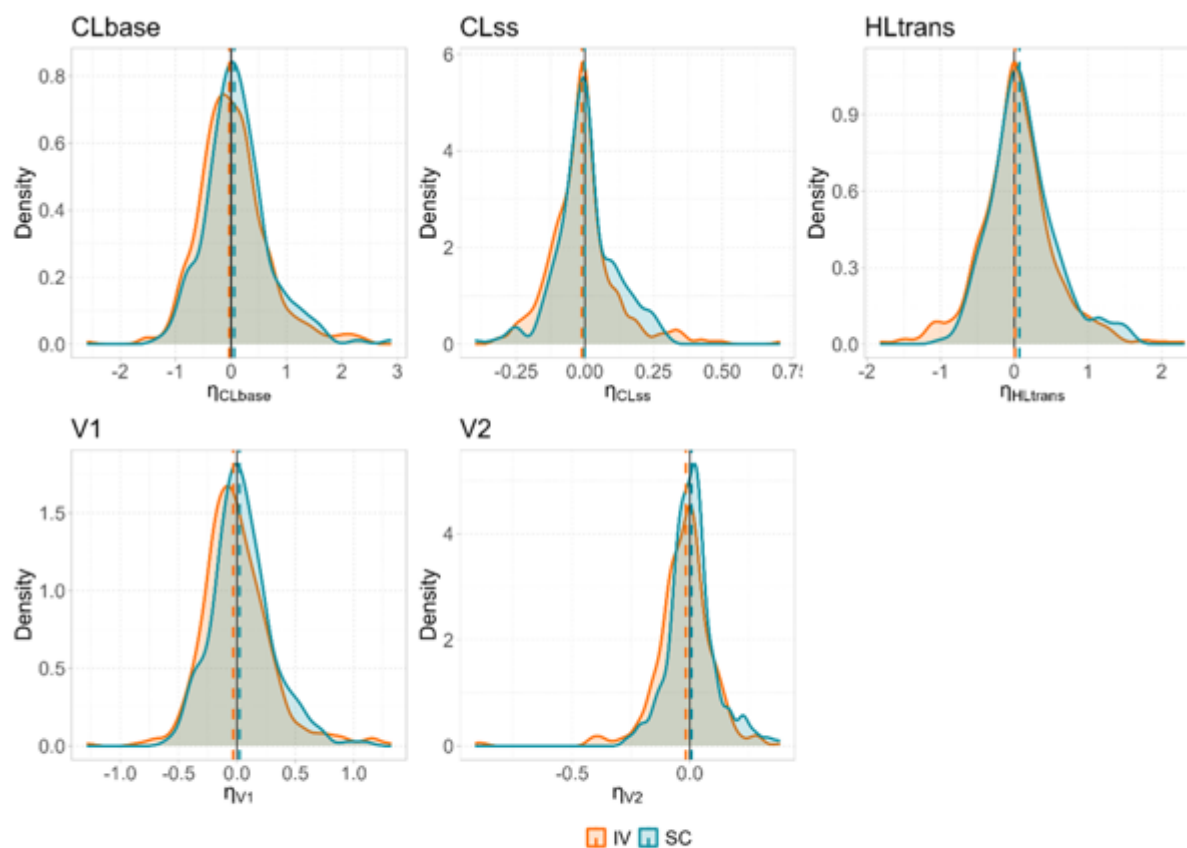 CLbase
CLss
HLtrans
Density
0.8
0.6
0.4
0.2
0.0
-2
-1
0
1
2
3
ηCLbase
Density
6
4
2
0
-0.25
0.00
0.25
0.50
0.75
ηCLss
Density
0.9
0.6
0.3
0.0
-2
-1
0
1
2
ηHLtrans
V1
V2
Density
1.5
1.0
0.5
0.0
-1.0
-0.5
0.0
0.5
1.0
ηV1
Density
4
2
0
-0.5
0.0
ηV2
IV SC